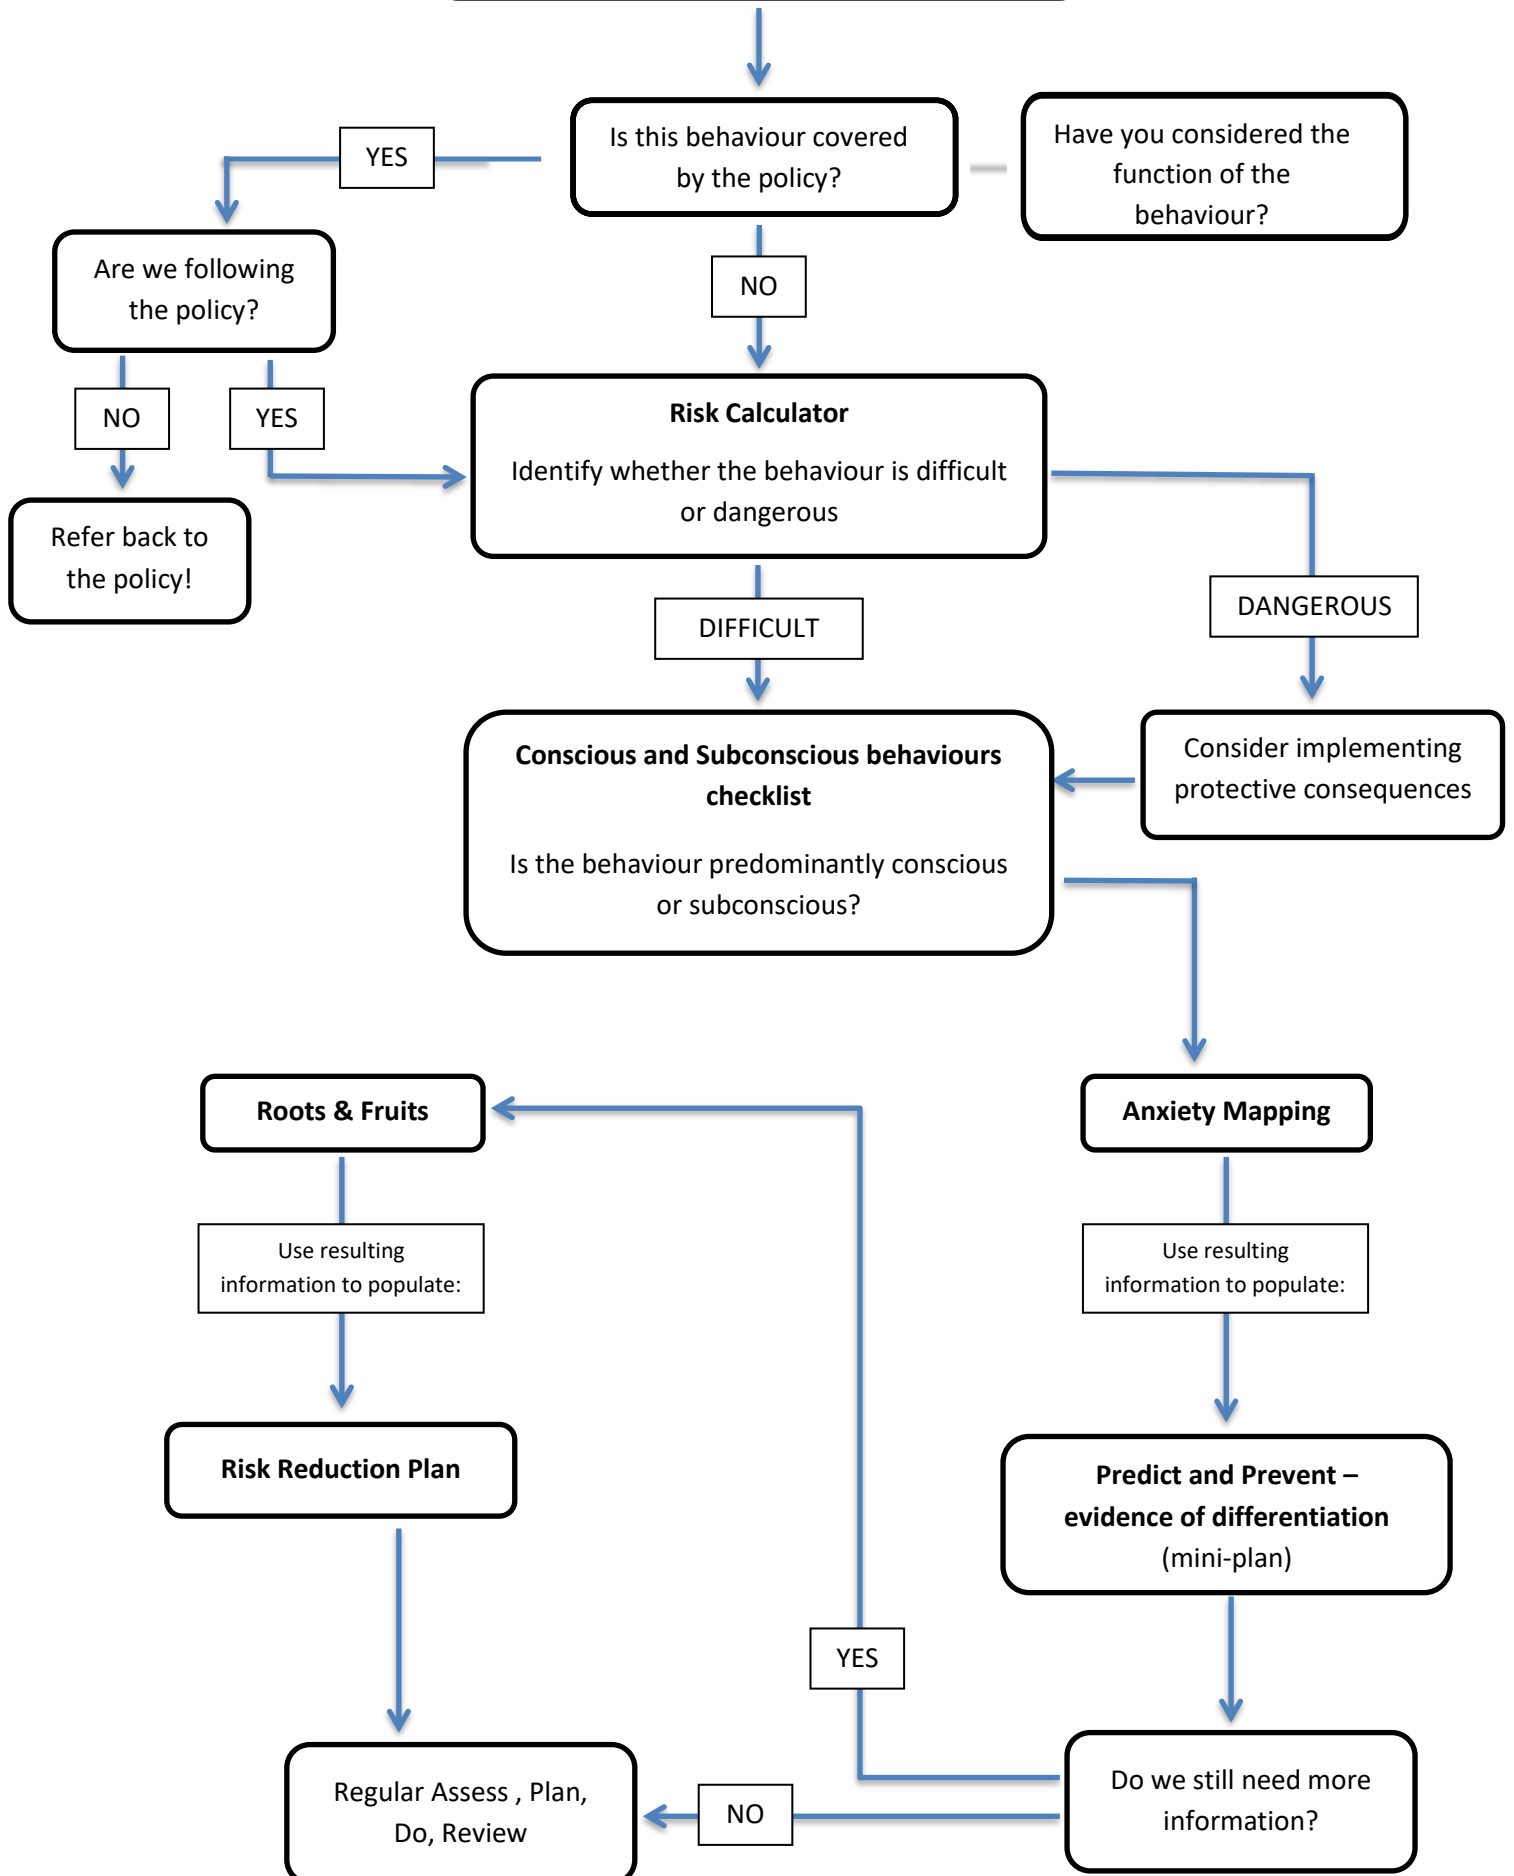 Is this behaviour covered
by the policy?
Have you considered the
function of the
behaviour?
YES
Are we following
the policy?
NO
NO
YES
Risk Calculator
Identify whether the behaviour is difficult
or dangerous
Refer back to
the policy!
DIFFICULT
DANGEROUS
Conscious and Subconscious behaviours
checklist
Is the behaviour predominantly conscious
or subconscious?
Consider implementing
protective consequences
Roots & Fruits
Anxiety Mapping
Use resulting
information to populate:
Use resulting
information to populate:
Risk Reduction Plan
Predict and Prevent –
evidence of differentiation
(mini-plan)
YES
Regular Assess , Plan,
Do, Review
NO
Do we still need more
information?